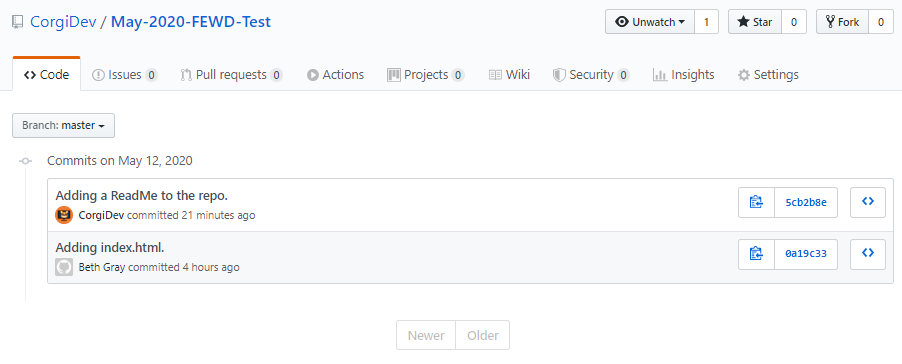 CorgiDev / May-2020-FEWD-Test Unwatch 1 Star 0 Fork 0
Code Issues 0 Pull requests 0 Actions Projects 0 Wiki Security 0 Insights Settings
Branch: master
Commits on May 12, 2020
Adding a ReadMe to the repo.
CorgiDev committed 21 minutes ago
5cb2b8e
Adding index.html.
Beth Gray committed 4 hours ago
0a19c33
Newer Older